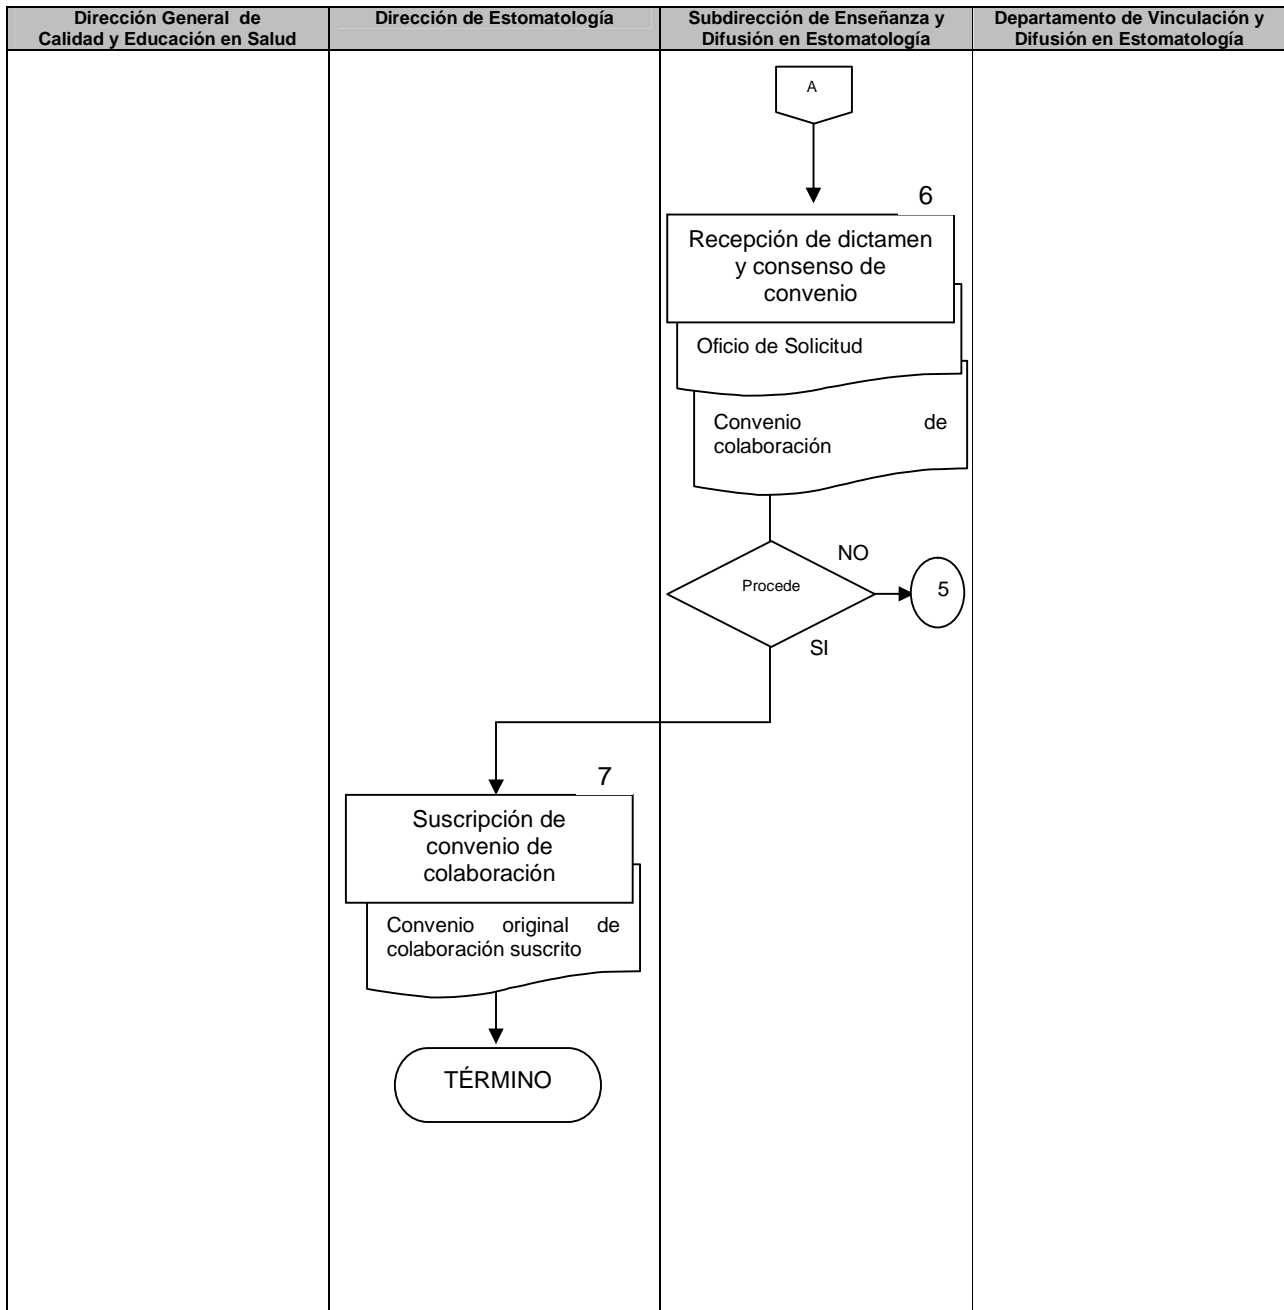 Dirección General de
Calidad y Educación en Salud
Dirección de Estomatología
Subdirección de Enseñanza y
Difusión en Estomatología
Departamento de Vinculación y
Difusión en Estomatología
A
6
Recepción de dictamen
y consenso de
convenio
Oficio de Solicitud
Convenio de
colaboración
NO
Procede
5
SI
7
Suscripción de
convenio de
colaboración
Convenio original de
colaboración suscrito
TÉRMINO